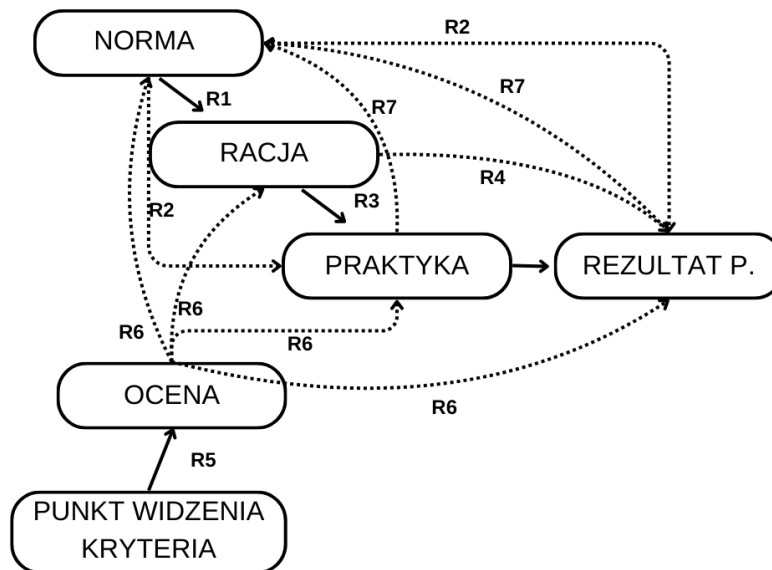 NORMA
R2
R1
R7
R7
RACJA
R4
R3
R2
PRAKTYKA
REZULTAT P.
R6
R6
R6
OCENA
R6
R5
PUNKT WIDZENIA
KRYTERIA